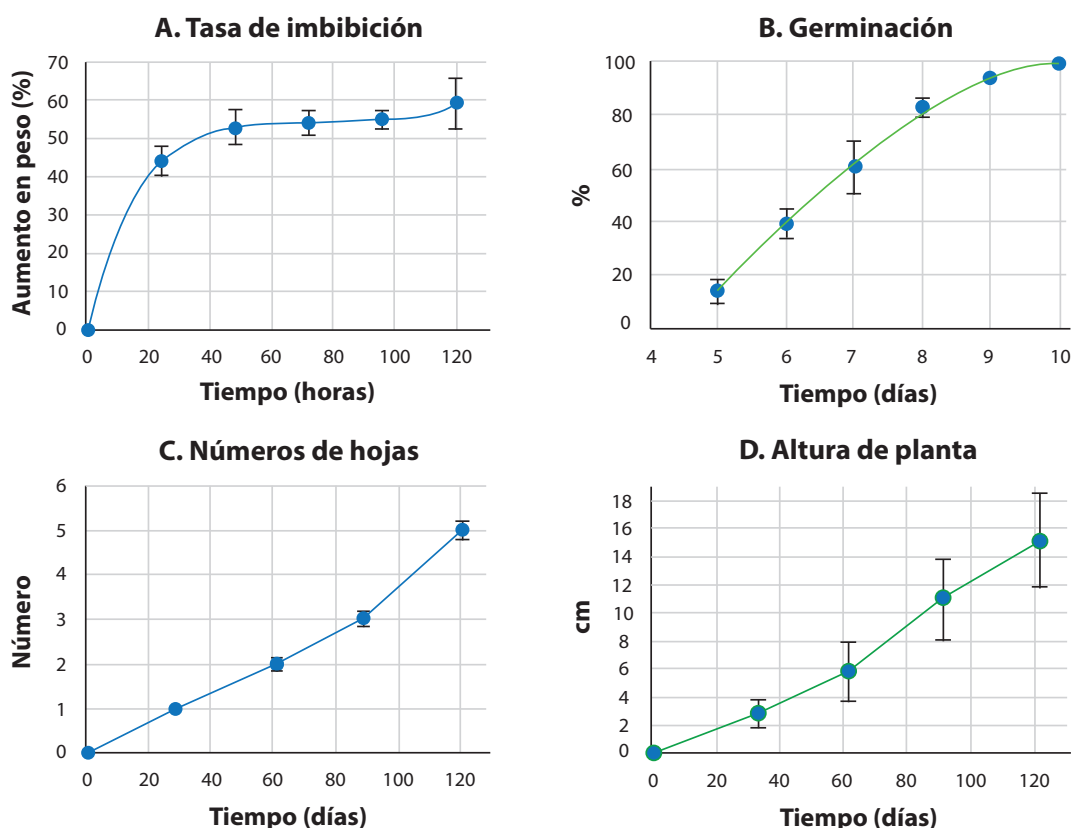 A. Tasa de imbibición
Aumento en peso (%)
70
60
50
40
30
20
10
0
0 20 40 60 80 100 120
Tiempo (horas)
B. Germinación
%
100
80
60
40
20
0
4 5 6 7 8 9 10
Tiempo (días)
C. Números de hojas
Número
6
5
4
3
2
1
0
0 20 40 60 80 100 120
Tiempo (días)
D. Altura de planta
cm
18
16
14
12
10
8
6
4
2
0
0 20 40 60 80 100 120
Tiempo (días)